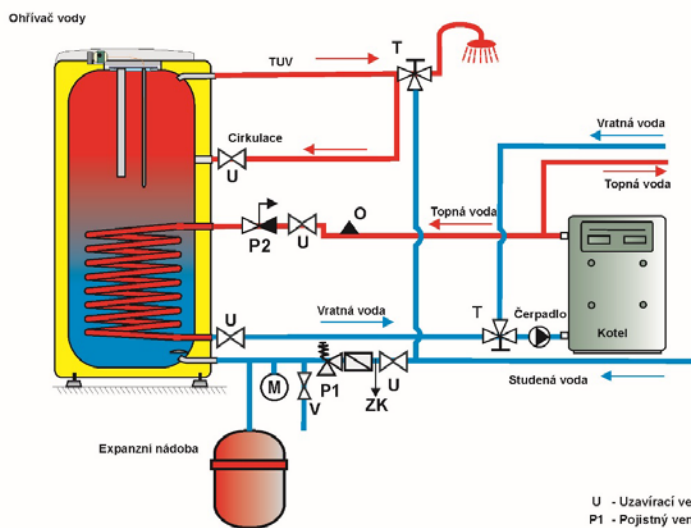 Ohřívač vody
TUV
T
Cirkulace
U
Vratná voda
Topná voda
P2
U
O
Topná voda
U
Vratná voda
T
Čerpadlo
Kotel
M
V
P1
ZK
U
Studená voda
Expanzní nádoba
U - Uzavírací ve
P1 - Pojistný ven